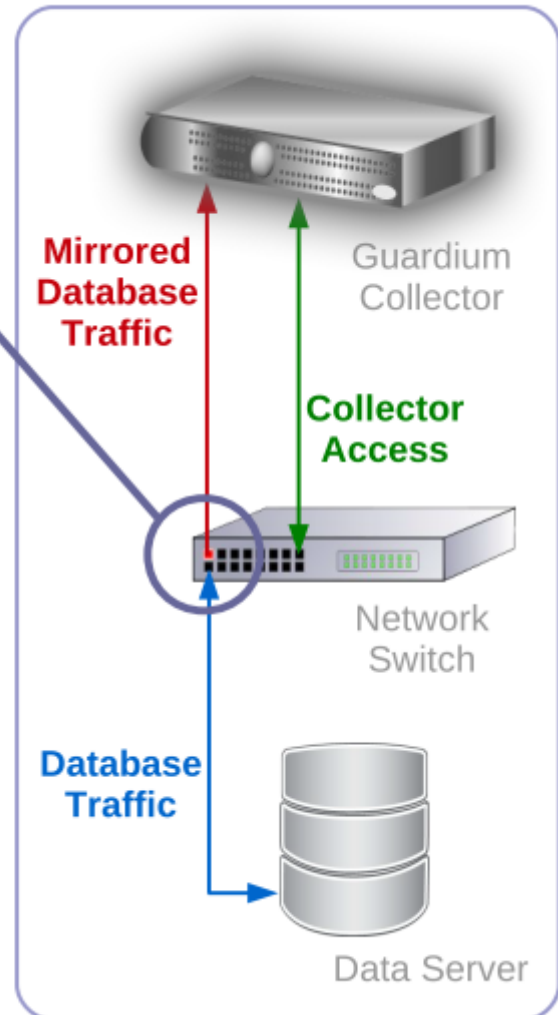 Mirrored
Database
Traffic
Guardium
Collector
Collector
Access
Network
Switch
Database
Traffic
Data Server